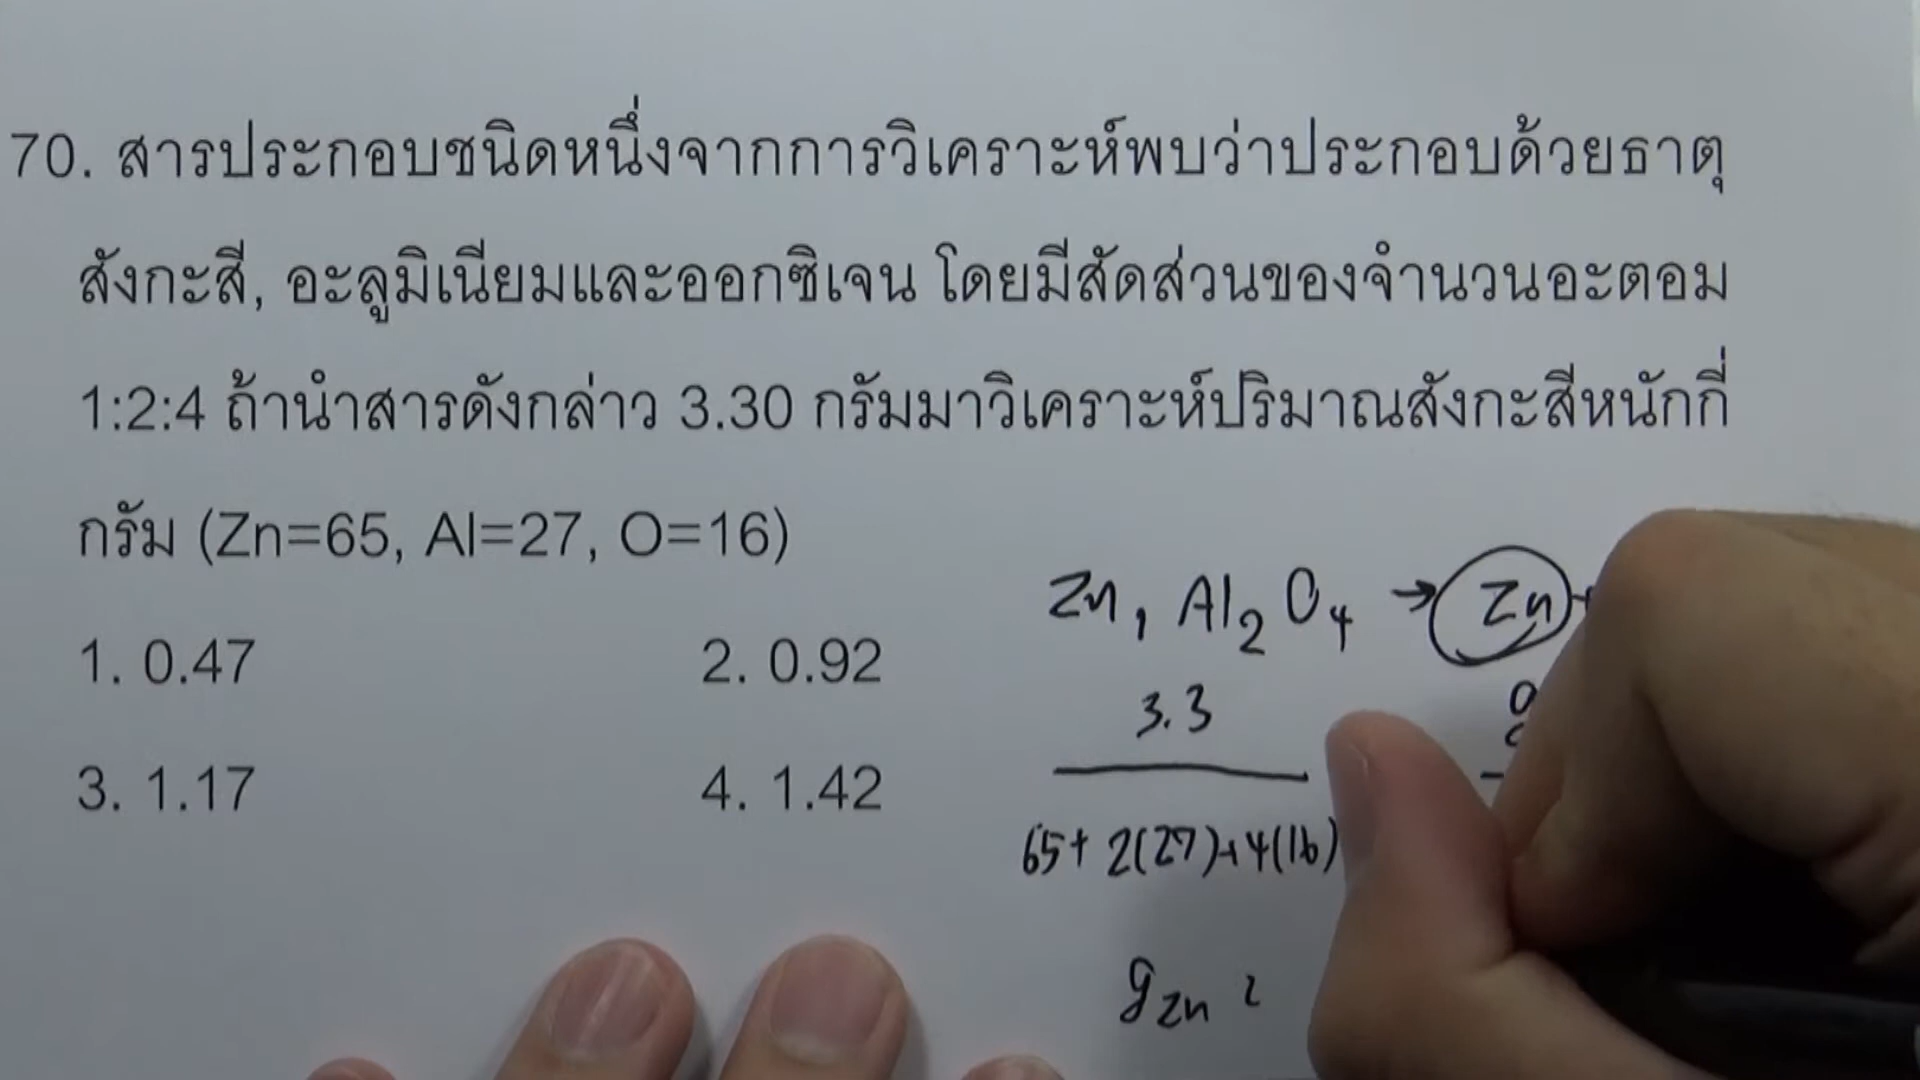 70. สารประกอบชนิดหนึ่งจากการวิเคราะห์พบว่าประกอบด้วยธาตุ
สังกะสี, อะลูมิเนียมและออกซิเจน โดยมีสัดส่วนของจำนวนอะตอม
1:2:4 ถ้านำสารดังกล่าว 3.30 กรัมมาวิเคราะห์ปริมาณสังกะสีหนักกี่
กรัม (Zn=65, Al=27, O=16)
1. 0.47 2. 0.92
3. 1.17 4. 1.42
Zn₁Al₂O₄ → Zn +
3.3
65+2(27)+4(16)
g Zn =